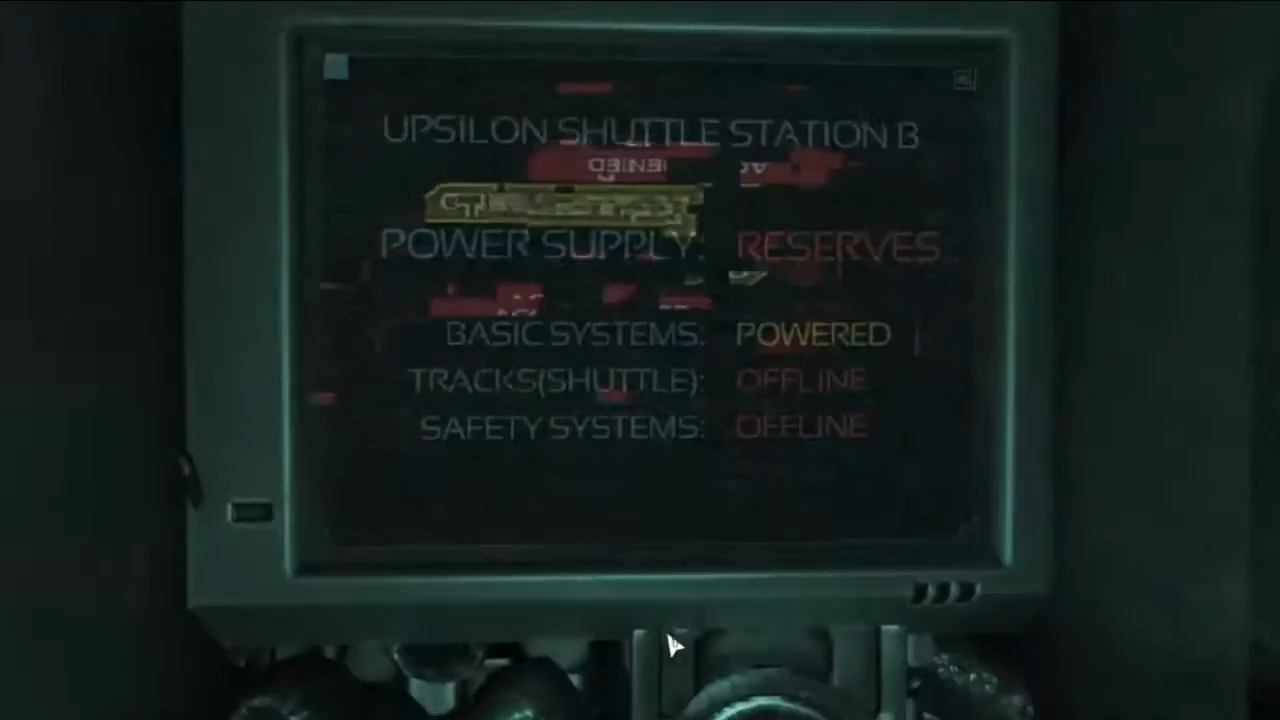 UPSILON SHUTTLE STATION B
POWER SUPPLY: RESERVES
BASIC SYSTEMS: POWERED
TRACKS(SHUTTLE): OFFLINE
SAFETY SYSTEMS: OFFLINE